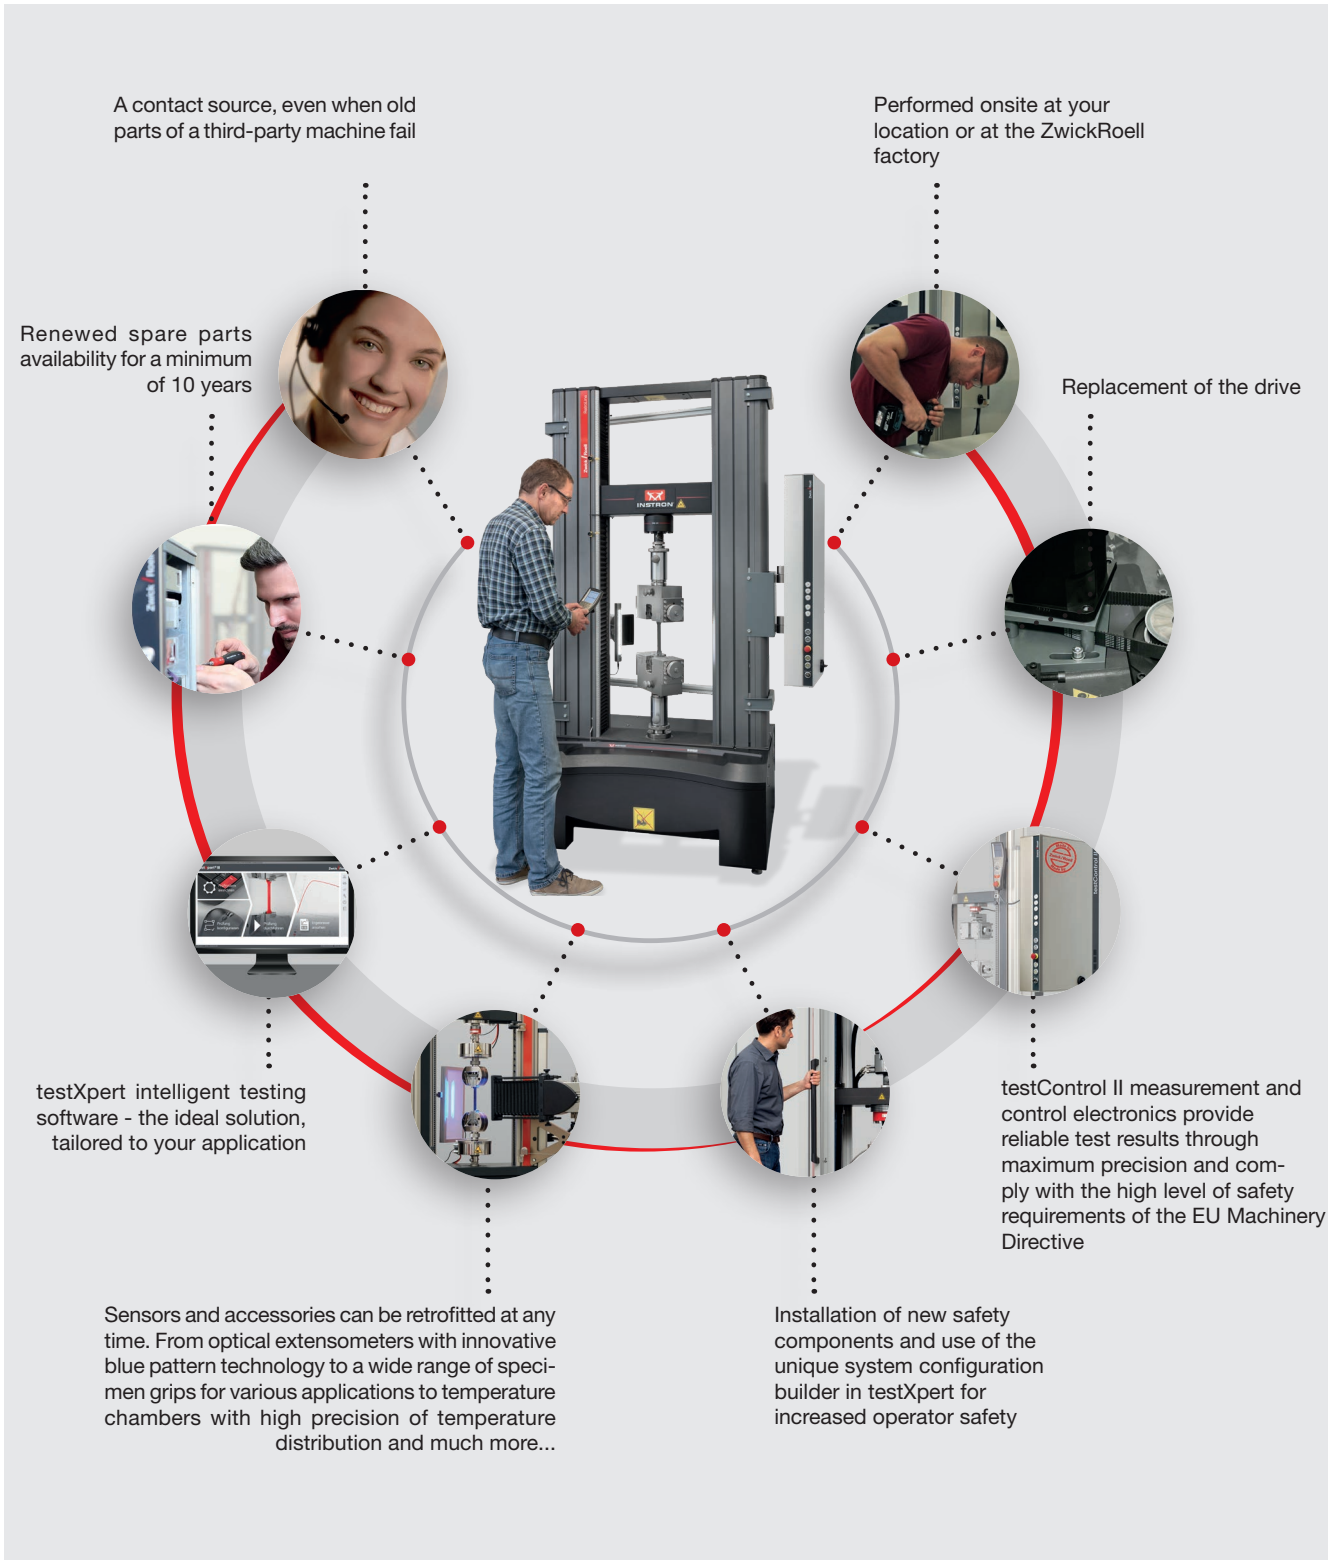 A contact source, even when old
parts of a third-party machine fail
Performed onsite at your
location or at the ZwickRoell
factory
Renewed spare parts
availability for a minimum
of 10 years
Replacement of the drive
INSTRON
testXpert intelligent testing
software - the ideal solution,
tailored to your application
testControl II measurement and
control electronics provide
reliable test results through
maximum precision and com-
ply with the high level of safety
requirements of the EU Machinery
Directive
Sensors and accessories can be retrofitted at any
time. From optical extensometers with innovative
blue pattern technology to a wide range of speci-
men grips for various applications to temperature
chambers with high precision of temperature
distribution and much more...
Installation of new safety
components and use of the
unique system configuration
builder in testXpert for
increased operator safety